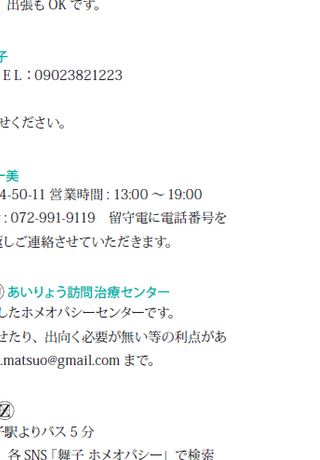 出張も OK です。
子
TEL：09023821223
せください。
一美
4-50-11 営業時間：13:00 〜 19:00
：072-991-9119　留守電に電話番号を
返しご連絡させていただきます。
あいりょう訪問治療センター
したホメオパシーセンターです。
せたり、出向く必要が無い等の利点があ
.matsuo@gmail.com まで。
子駅よりバス 5 分
、各 SNS「舞子 ホメオパシー」で検索